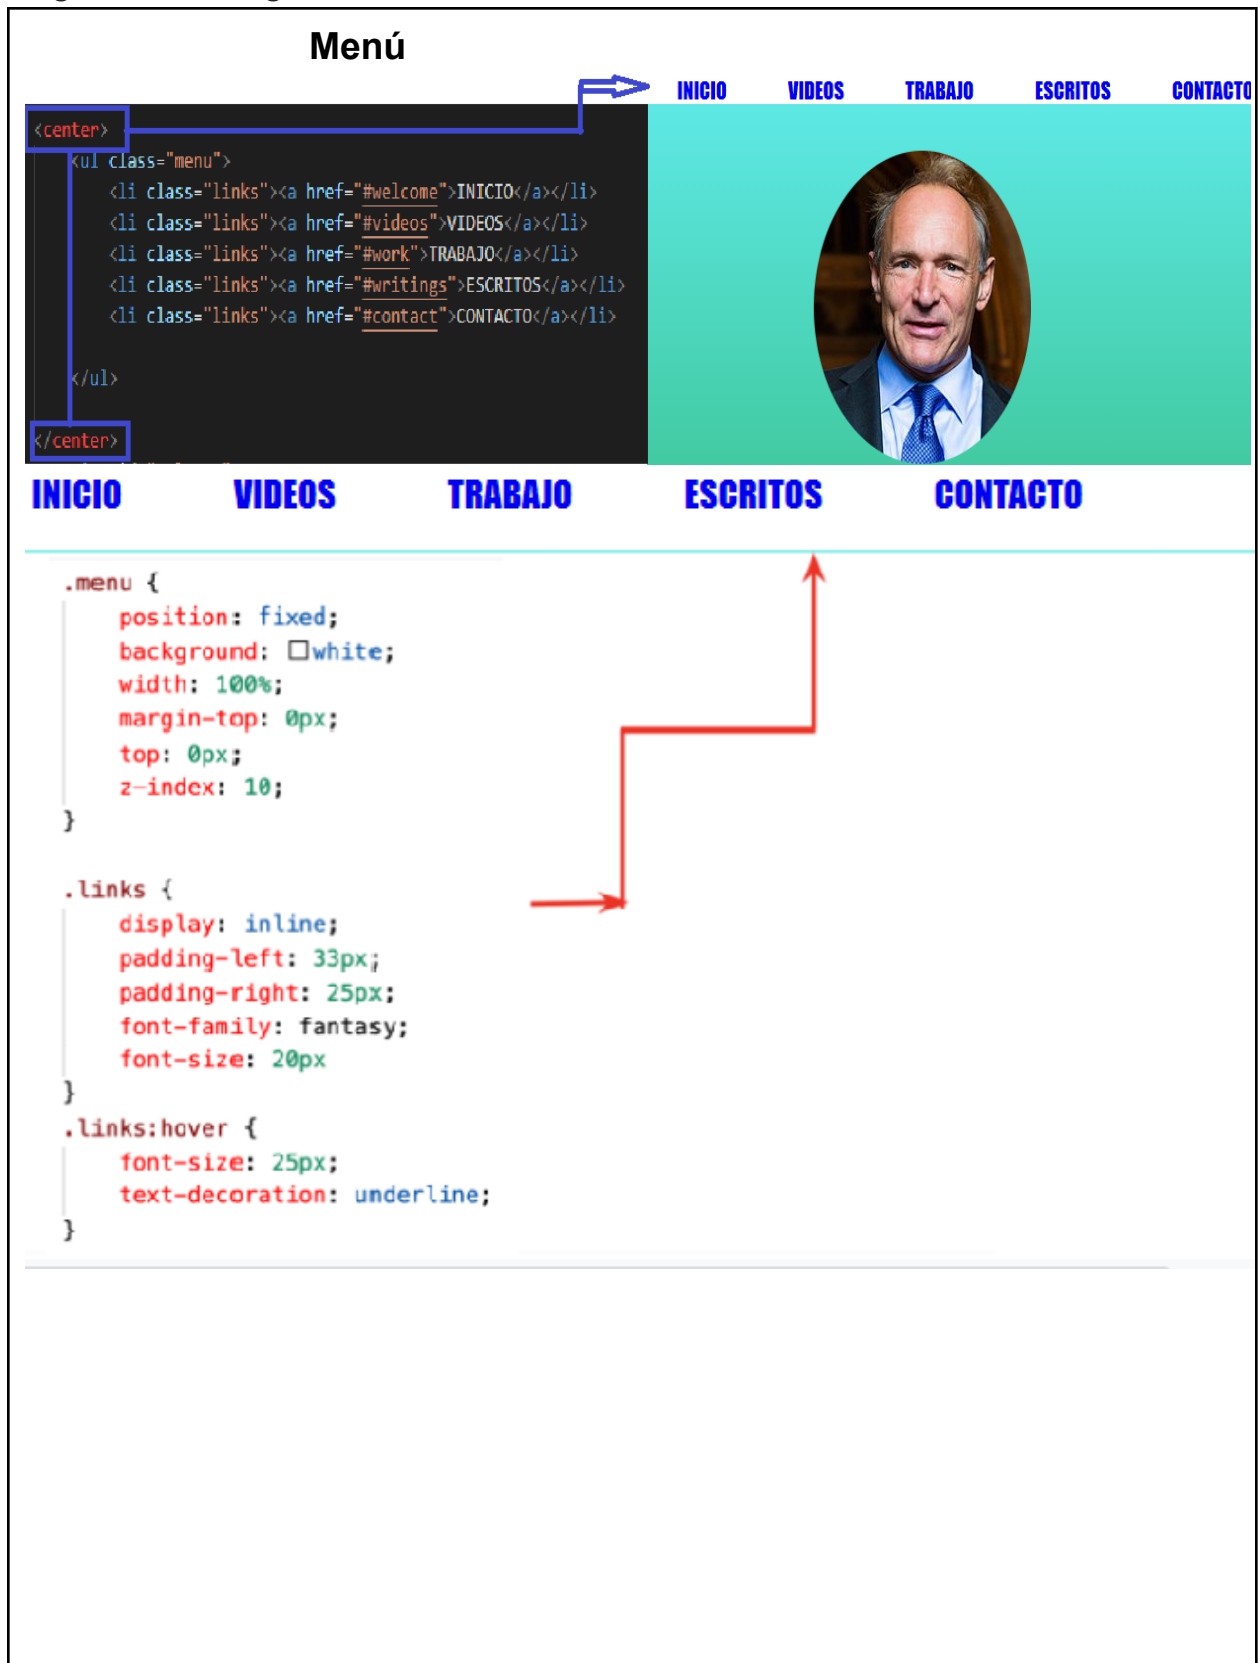 Menú
INICIO VIDEOS TRABAJO ESCRITOS CONTACTO
<center>
<ul class="menu">
<li class="links"><a href="#welcome">INICIO</a></li>
<li class="links"><a href="#videos">VIDEOS</a></li>
<li class="links"><a href="#work">TRABAJO</a></li>
<li class="links"><a href="#writings">ESCRITOS</a></li>
<li class="links"><a href="#contact">CONTACTO</a></li>
</ul>
</center>
INICIO VIDEOS TRABAJO ESCRITOS CONTACTO
.menu {
position: fixed;
background: white;
width: 100%;
margin-top: 0px;
top: 0px;
z-index: 10;
}
.links {
display: inline;
padding-left: 33px;
padding-right: 25px;
font-family: fantasy;
font-size: 20px
}
.links:hover {
font-size: 25px;
text-decoration: underline;
}